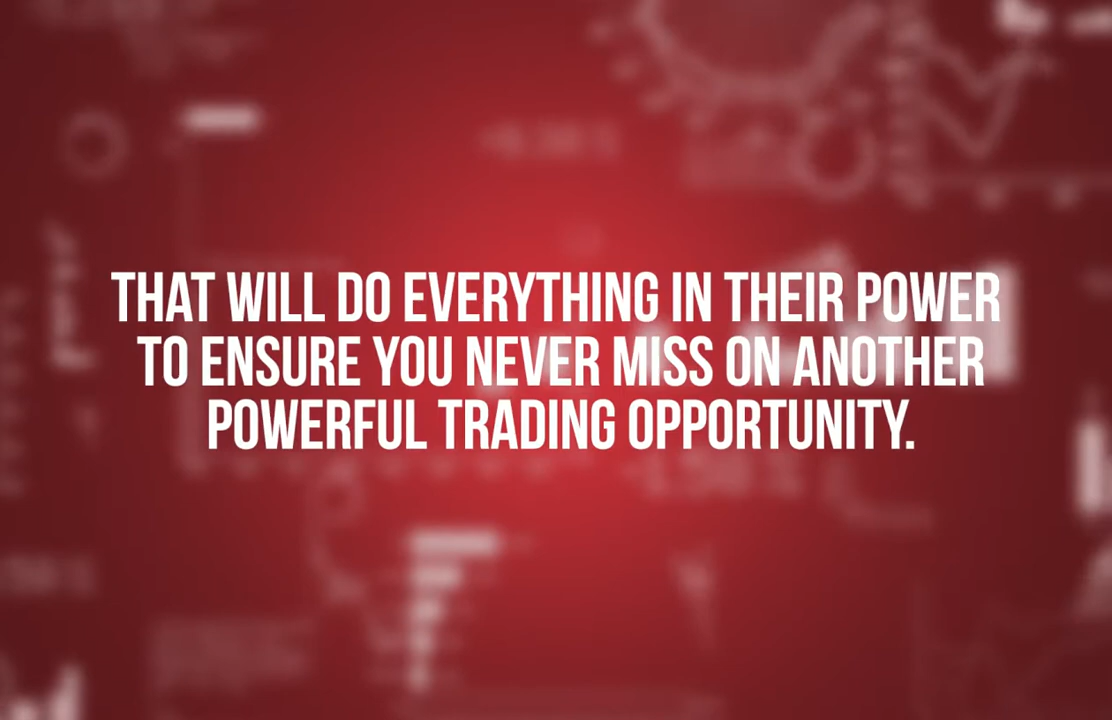 THAT WILL DO EVERYTHING IN THEIR POWER
TO ENSURE YOU NEVER MISS ON ANOTHER
POWERFUL TRADING OPPORTUNITY.